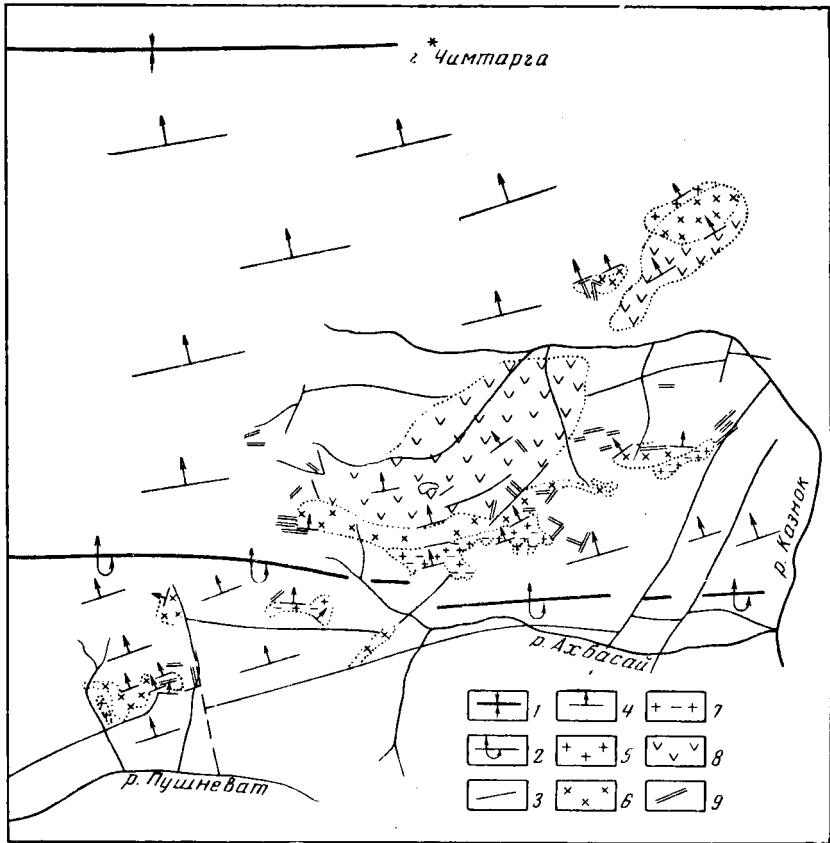 г.*Чимтарга
р. Казнок
р. Ахбасай
р. Пушневат
1 4 7
2 5 8
3 6 9